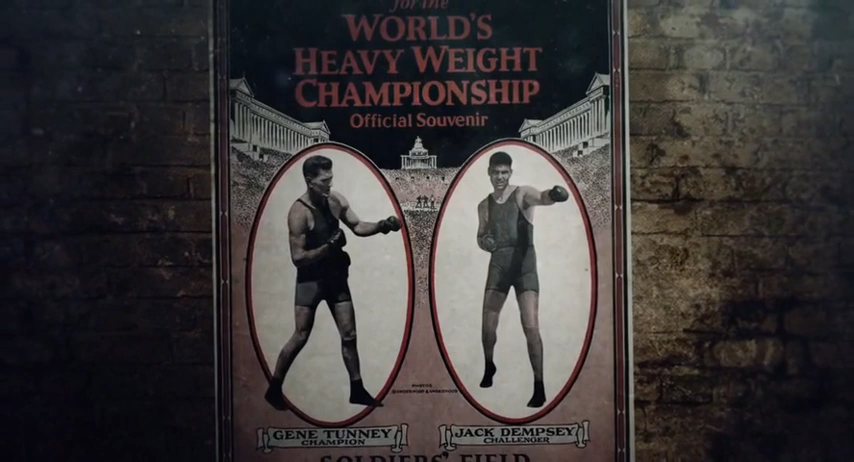 for the
WORLD'S
HEAVY WEIGHT
CHAMPIONSHIP
Official Souvenir
GENE TUNNEY
CHAMPION
JACK DEMPSEY
CHALLENGER
SOLDIERS' FIELD